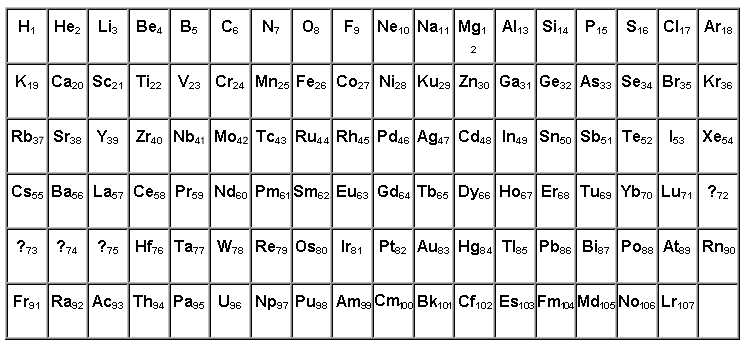 H1 He2 Li3 Be4 B5 C6 N7 O8 F9 Ne10 Na11 Mg12 Al13 Si14 P15 S16 Cl17 Ar18
K19 Ca20 Sc21 Ti22 V23 Cr24 Mn25 Fe26 Co27 Ni28 Ku29 Zn30 Ga31 Ge32 As33 Se34 Br35 Kr36
Rb37 Sr38 Y39 Zr40 Nb41 Mo42 Tc43 Ru44 Rh45 Pd46 Ag47 Cd48 In49 Sn50 Sb51 Te52 I53 Xe54
Cs55 Ba56 La57 Ce58 Pr59 Nd60 Pm61 Sm62 Eu63 Gd64 Tb65 Dy66 Ho67 Er68 Tu69 Yb70 Lu71 ?72
?73 ?74 ?75 Hf76 Ta77 W78 Re79 Os80 Ir81 Pt82 Au83 Hg84 Tl85 Pb86 Bi87 Po88 At89 Rn90
Fr91 Ra92 Ac93 Th94 Pa95 U96 Np97 Pu98 Am99 Cm100 Bk101 Cf102 Es103 Fm104 Md105 No106 Lr107